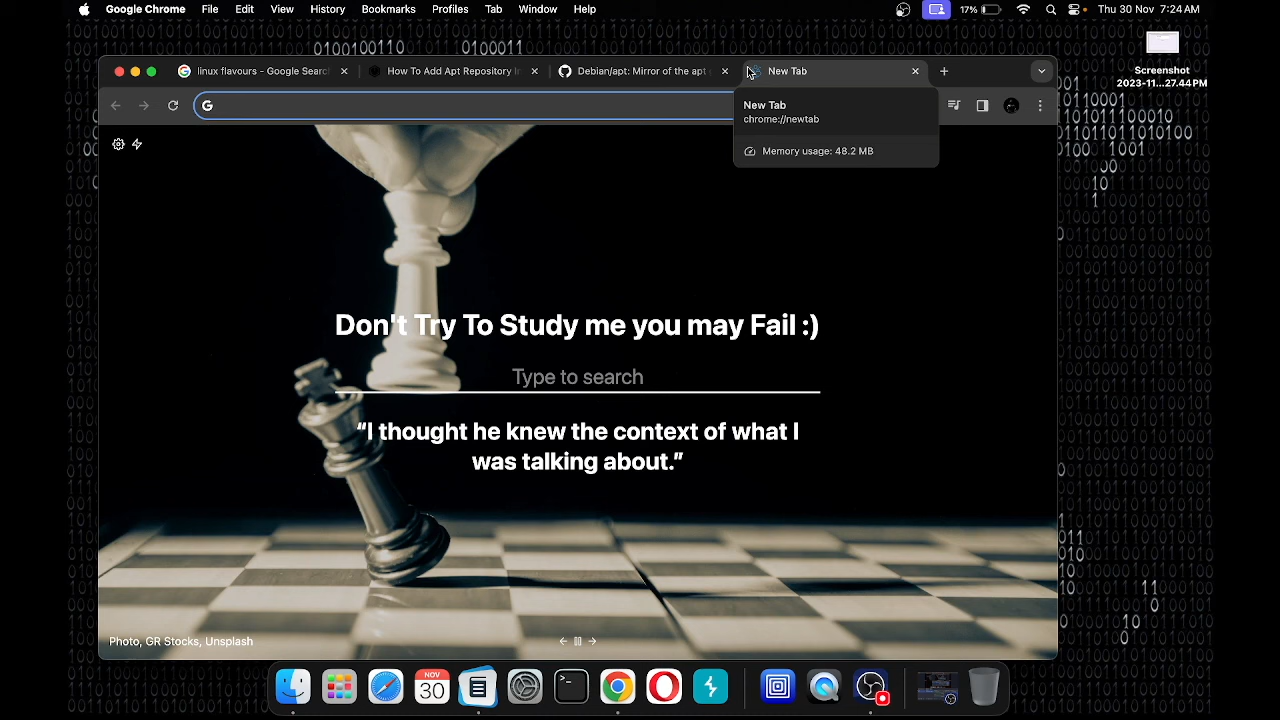 Google Chrome File Edit View History Bookmarks Profiles Tab Window Help 17% Thu 30 Nov 7:24 AM
Screenshot
2023-11...27.44 PM
linux flavours - Google Search How To Add Apt Repository In Debian/apt: Mirror of the apt New Tab
New Tab
chrome://newtab
Memory usage: 48.2 MB
Don't Try To Study me you may Fail :)
Type to search
“I thought he knew the context of what I
was talking about.”
Photo, GR Stocks, Unsplash
NOV
30